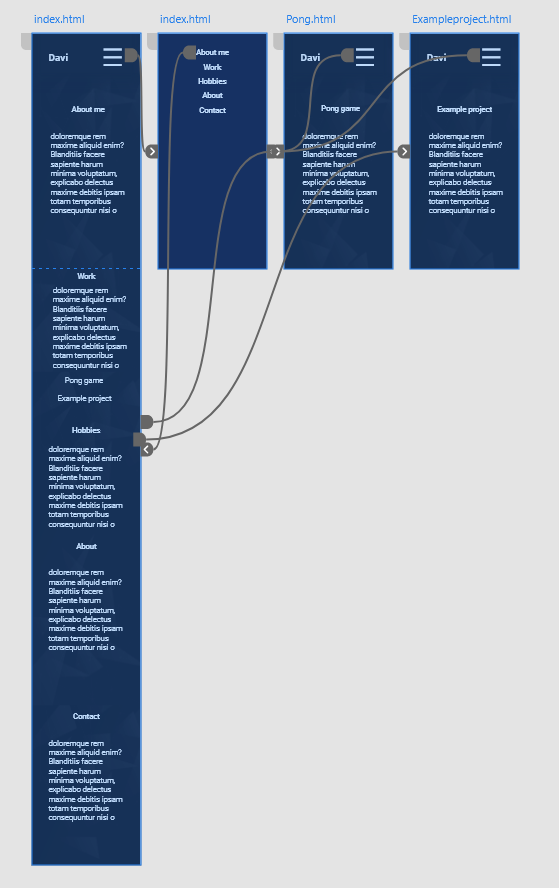 index.html
index.html
Pong.html
Exampleproject.html
Davi
About me
doloremque rem
maxime aliquid enim?
Blanditiis facere
sapiente harum
minima voluptatum,
explicabo delectus
maxime debitis ipsam
totam temporibus
consequuntur nisi o
Work
doloremque rem
maxime aliquid enim?
Blanditiis facere
sapiente harum
minima voluptatum,
explicabo delectus
maxime debitis ipsam
totam temporibus
consequuntur nisi o
Pong game
Example project
Hobbies
doloremque rem
maxime aliquid enim?
Blanditiis facere
sapiente harum
minima voluptatum,
explicabo delectus
maxime debitis ipsam
totam temporibus
consequuntur nisi o
About
doloremque rem
maxime aliquid enim?
Blanditiis facere
sapiente harum
minima voluptatum,
explicabo delectus
maxime debitis ipsam
totam temporibus
consequuntur nisi o
Contact
doloremque rem
maxime aliquid enim?
Blanditiis facere
sapiente harum
minima voluptatum,
explicabo delectus
maxime debitis ipsam
totam temporibus
consequuntur nisi o
About me
Work
Hobbies
About
Contact
Davi
Pong game
doloremque rem
maxime aliquid enim?
Blanditiis facere
sapiente harum
minima voluptatum,
explicabo delectus
maxime debitis ipsam
totam temporibus
consequuntur nisi o
Davi
Example project
doloremque rem
maxime aliquid enim?
Blanditiis facere
sapiente harum
minima voluptatum,
explicabo delectus
maxime debitis ipsam
totam temporibus
consequuntur nisi o